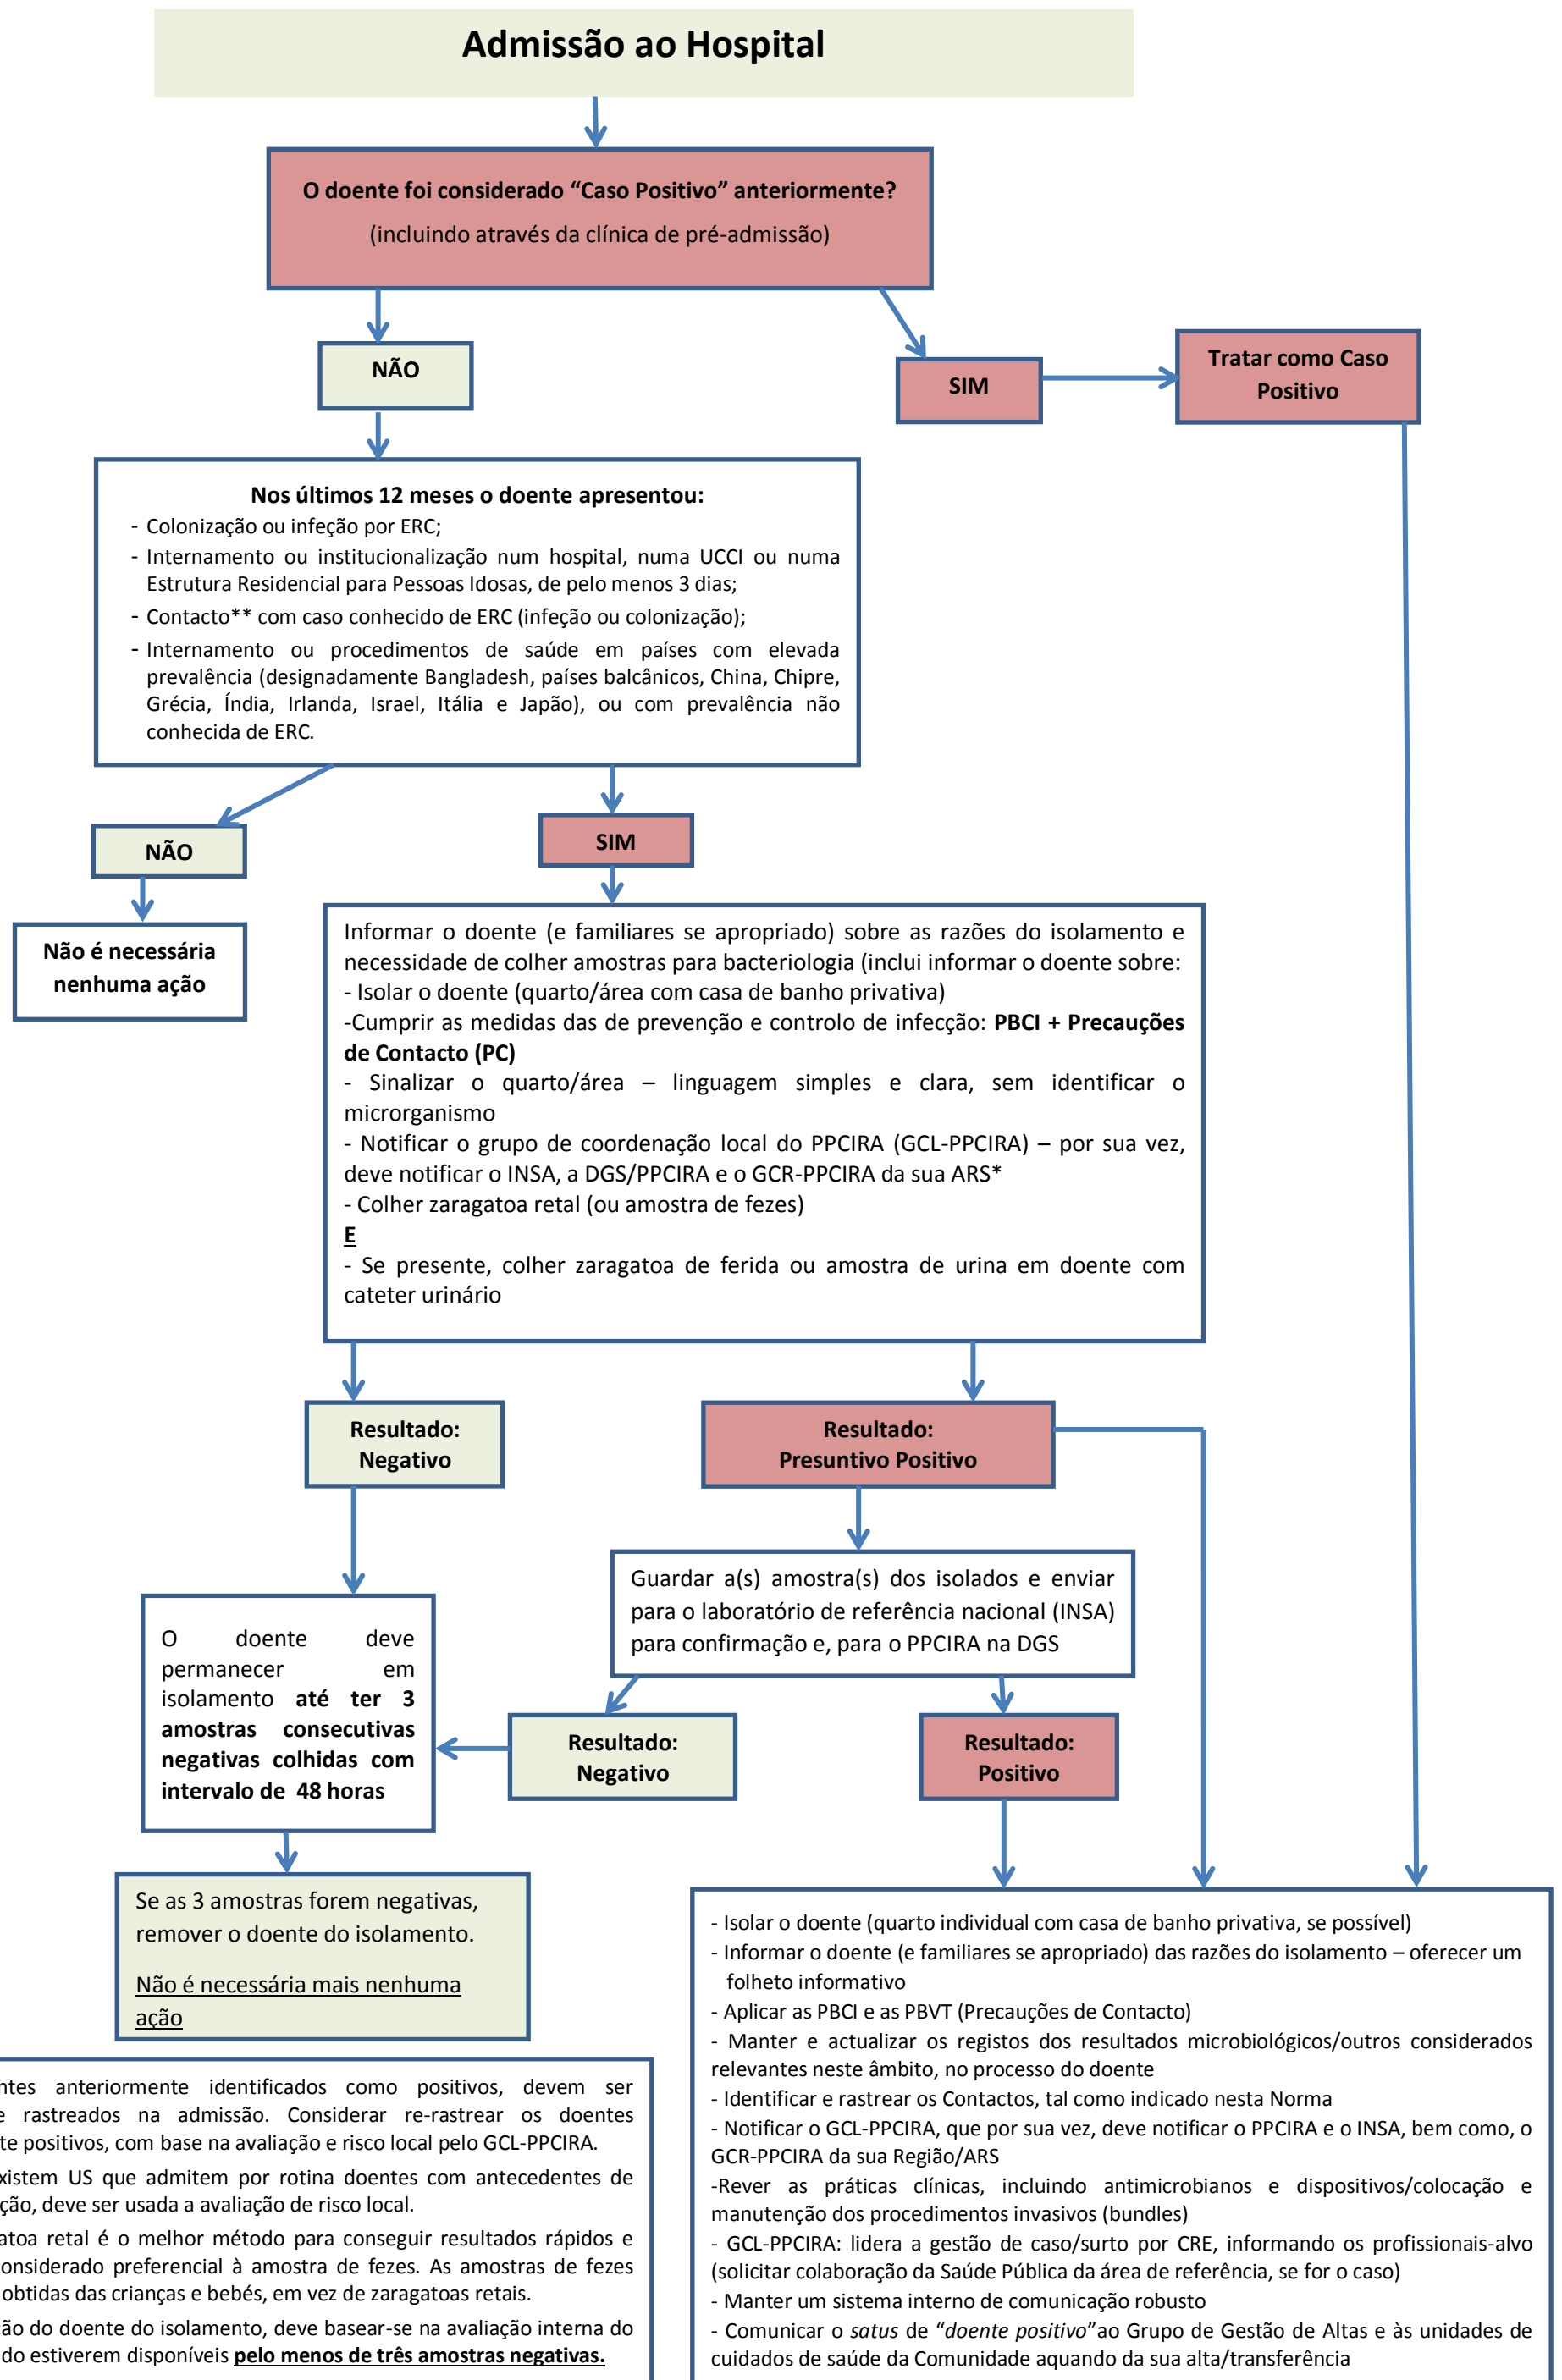 Admissão ao Hospital
O doente foi considerado “Caso Positivo” anteriormente?
(incluindo através da clínica de pré-admissão)
NÃO
SIM
Tratar como Caso
Positivo
Nos últimos 12 meses o doente apresentou:
- Colonização ou infeção por ERC;
- Internamento ou institucionalização num hospital, numa UCCI ou numa
Estrutura Residencial para Pessoas Idosas, de pelo menos 3 dias;
- Contacto** com caso conhecido de ERC (infeção ou colonização);
- Internamento ou procedimentos de saúde em países com elevada
prevalência (designadamente Bangladesh, países balcânicos, China, Chipre,
Grécia, Índia, Irlanda, Israel, Itália e Japão), ou com prevalência não
conhecida de ERC.
NÃO
SIM
Não é necessária
nenhuma ação
Informar o doente (e familiares se apropriado) sobre as razões do isolamento e
necessidade de colher amostras para bacteriologia (inclui informar o doente sobre:
- Isolar o doente (quarto/área com casa de banho privativa)
-Cumprir as medidas das de prevenção e controlo de infecção: PBCI + Precauções
de Contacto (PC)
- Sinalizar o quarto/área – linguagem simples e clara, sem identificar o
microrganismo
- Notificar o grupo de coordenação local do PPCIRA (GCL-PPCIRA) – por sua vez,
deve notificar o INSA, a DGS/PPCIRA e o GCR-PPCIRA da sua ARS*
- Colher zaragatoa retal (ou amostra de fezes)
E
- Se presente, colher zaragatoa de ferida ou amostra de urina em doente com
cateter urinário
Resultado:
Negativo
Resultado:
Presuntivo Positivo
Guardar a(s) amostra(s) dos isolados e enviar
para o laboratório de referência nacional (INSA)
para confirmação e, para o PPCIRA na DGS
O doente deve
permanecer em
isolamento até ter 3
amostras consecutivas
negativas colhidas com
intervalo de 48 horas
Resultado:
Negativo
Resultado:
Positivo
Se as 3 amostras forem negativas,
remover o doente do isolamento.
Não é necessária mais nenhuma
ação
- Isolar o doente (quarto individual com casa de banho privativa, se possível)
- Informar o doente (e familiares se apropriado) das razões do isolamento – oferecer um
folheto informativo
- Aplicar as PBCI e as PBVT (Precauções de Contacto)
- Manter e actualizar os registos dos resultados microbiológicos/outros considerados
relevantes neste âmbito, no processo do doente
- Identificar e rastrear os Contactos, tal como indicado nesta Norma
- Notificar o GCL-PPCIRA, que por sua vez, deve notificar o PPCIRA e o INSA, bem como, o
GCR-PPCIRA da sua Região/ARS
-Rever as práticas clínicas, incluindo antimicrobianos e dispositivos/colocação e
manutenção dos procedimentos invasivos (bundles)
- GCL-PPCIRA: lidera a gestão de caso/surto por CRE, informando os profissionais-alvo
(solicitar colaboração da Saúde Pública da área de referência, se for o caso)
- Manter um sistema interno de comunicação robusto
- Comunicar o satus de “doente positivo”ao Grupo de Gestão de Altas e às unidades de
cuidados de saúde da Comunidade aquando da sua alta/transferência
ntes anteriormente identificados como positivos, devem ser
e rastreados na admissão. Considerar re-rastrear os doentes
te positivos, com base na avaliação e risco local pelo GCL-PPCIRA.
xistem US que admitem por rotina doentes com antecedentes de
ção, deve ser usada a avaliação de risco local.
atoa retal é o melhor método para conseguir resultados rápidos e
onsiderado preferencial à amostra de fezes. As amostras de fezes
obtidas das crianças e bebés, em vez de zaragatoas retais.
ção do doente do isolamento, deve basear-se na avaliação interna do
do estiverem disponíveis pelo menos de três amostras negativas.